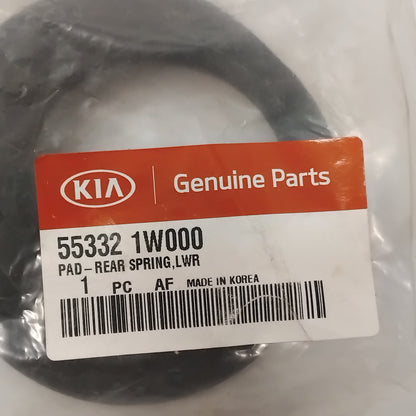 KIA Genuine Parts
55332 1W000
PAD-REAR SPRING,LWR
1 PC AF MADE IN KOREA